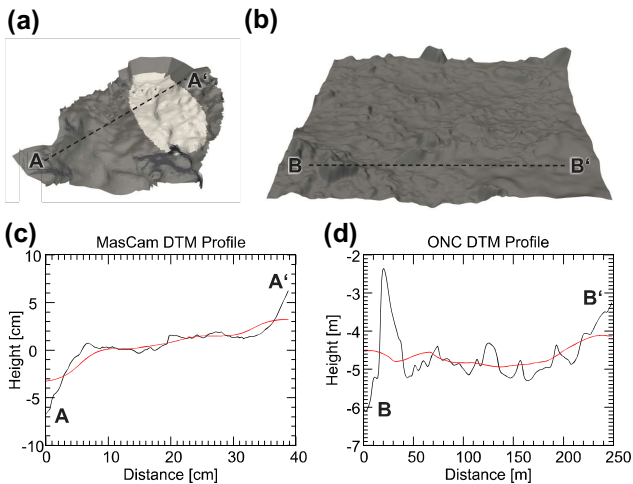 (a)
(b)
A
A‘
B
B‘
(c)
MasCam DTM Profile
(d)
ONC DTM Profile
10
5
0
-5
-10
Height [cm]
A
A‘
0
10
20
30
40
Distance [cm]
-2
-3
-4
-5
-6
-7
Height [m]
B
B‘
0
50
100
150
200
250
Distance [m]